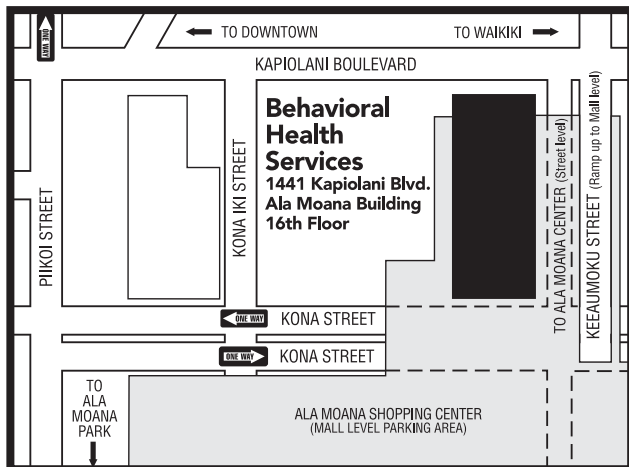 ONE WAY
TO DOWNTOWN
TO WAIKIKI
KAPIOLANI BOULEVARD
Behavioral
Health
Services
1441 Kapiolani Blvd.
Ala Moana Building
16th Floor
PIIKOI STREET
KONA IKI STREET
TO ALA MOANA CENTER (Street level)
KEEAUMOKU STREET (Ramp up to Mall level)
ONE WAY
KONA STREET
ONE WAY
KONA STREET
TO
ALA
MOANA
PARK
ALA MOANA SHOPPING CENTER
(MALL LEVEL PARKING AREA)